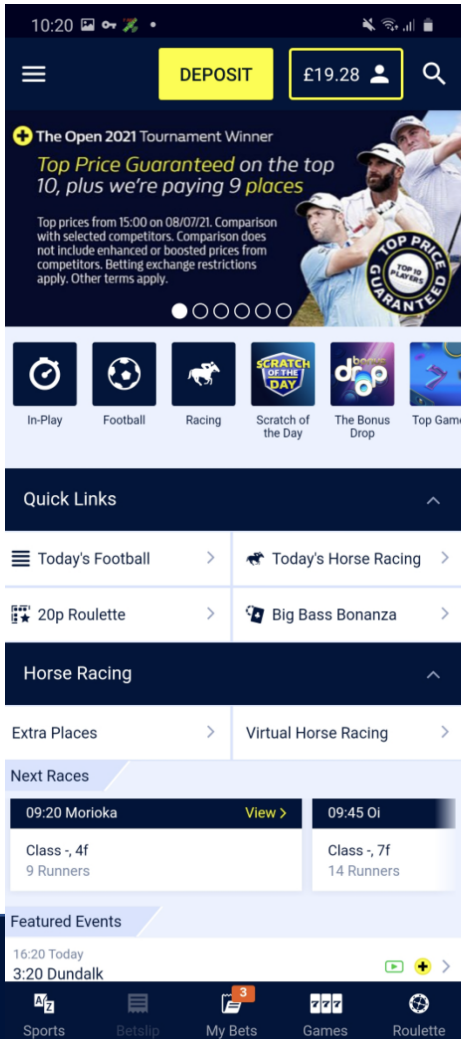 10:20
DEPOSIT
£19.28
The Open 2021 Tournament Winner
Top Price Guaranteed on the top
10, plus we're paying 9 places
Top prices from 15:00 on 08/07/21. Comparison
with selected competitors. Comparison does
not include enhanced or boosted prices from
competitors. Betting exchange restrictions
apply. Other terms apply.
TOP PRICE
TOP 10
PLAYERS
GUARANTEED
SCRATCH
OF THE
DAY
bonus
drop
In-Play
Football
Racing
Scratch of
the Day
The Bonus
Drop
Top Game
Quick Links
Today's Football
Today's Horse Racing
20p Roulette
Big Bass Bonanza
Horse Racing
Extra Places
Virtual Horse Racing
Next Races
09:20 Morioka
View
09:45 Oi
Class -, 4f
9 Runners
Class -, 7f
14 Runners
Featured Events
16:20 Today
3:20 Dundalk
A
Z
3
777
Sports
Betslip
My Bets
Games
Roulette